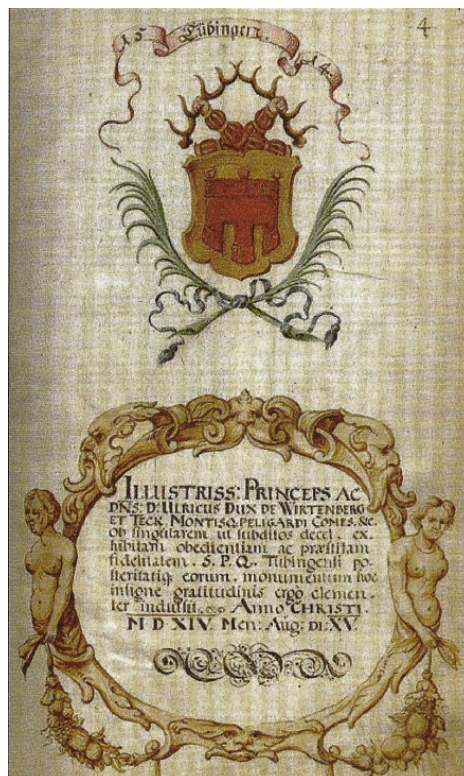 4
15 Tübingen. 14.
ILLUSTRISS: PRINCEPS AC
DNS: D: ULRICUS DUX DE WIRTENBERG
ET TECK, MONTISQ. PELIGARDI COMES. &c.
Ob singularem ut subditos decet, ex-
hibitam obedientiam ac præstitam
fidelitatem. S. P. Q. Tubingensi po-
steritatiq eorum. monumentum hoc
insigne gratitudinis ergo clemen-
ter indulsit. ANNO CHRISTI.
M D XIV. Men: Aug: DI: XV.